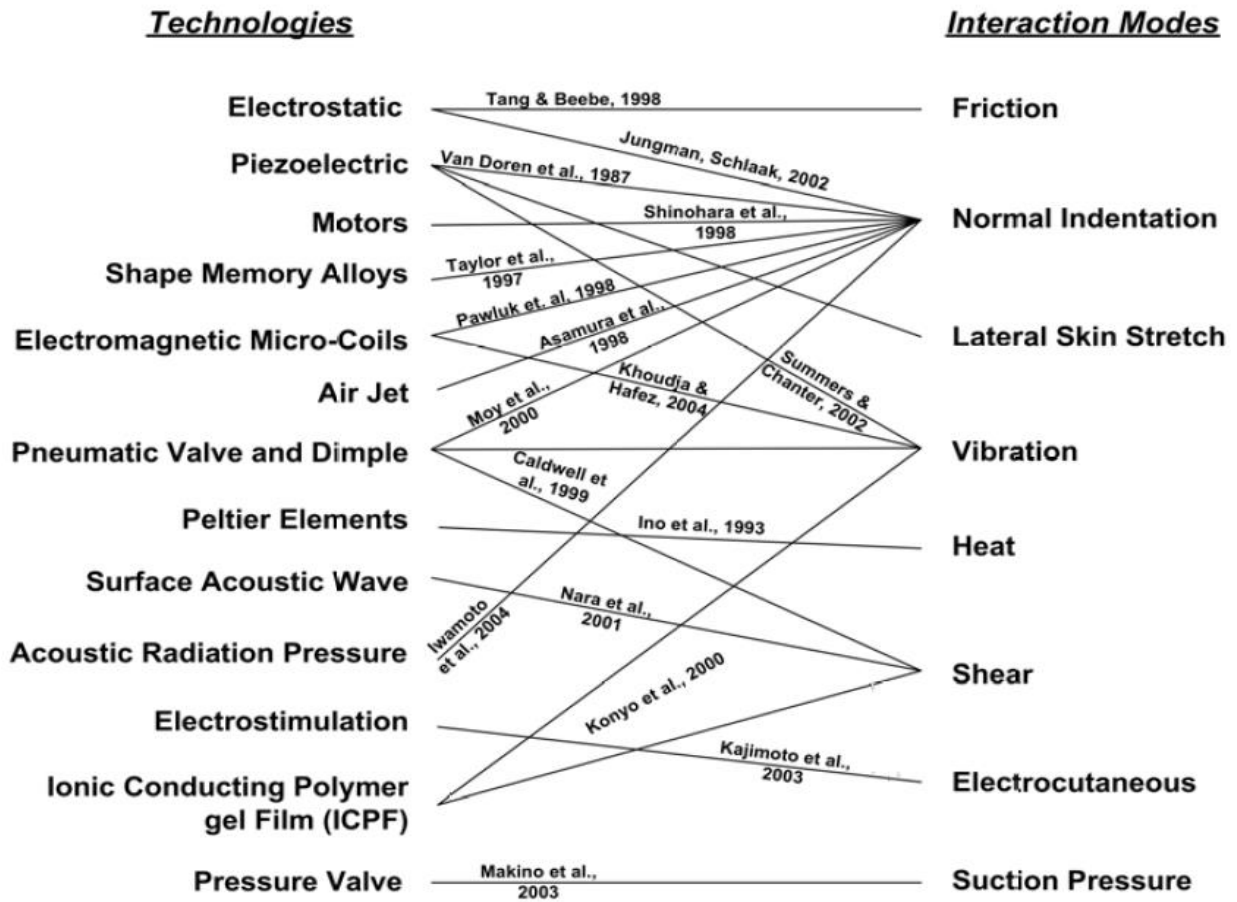 Technologies
Interaction Modes
Electrostatic
Tang & Beebe, 1998
Friction
Jungman, Schlaak, 2002
Piezoelectric
Van Doren et al., 1987
Motors
Shinohara et al.,
1998
Normal Indentation
Shape Memory Alloys
Taylor et al.,
1997
Electromagnetic Micro-Coils
Pawluk et. al, 1998
Asamura et al.,
1998
Lateral Skin Stretch
Air Jet
Khoudja &
Hafez, 2004
Summers &
Chanter, 2002
Moy et al.,
2000
Pneumatic Valve and Dimple
Vibration
Caldwell et
al., 1999
Peltier Elements
Ino et al., 1993
Heat
Surface Acoustic Wave
Nara et al.,
2001
Acoustic Radiation Pressure
Iwamoto
et al., 2004
Shear
Konyo et al., 2000
Electrostimulation
Kajimoto et al.,
2003
Electrocutaneous
Ionic Conducting Polymer
gel Film (ICPF)
Pressure Valve
Makino et al.,
2003
Suction Pressure